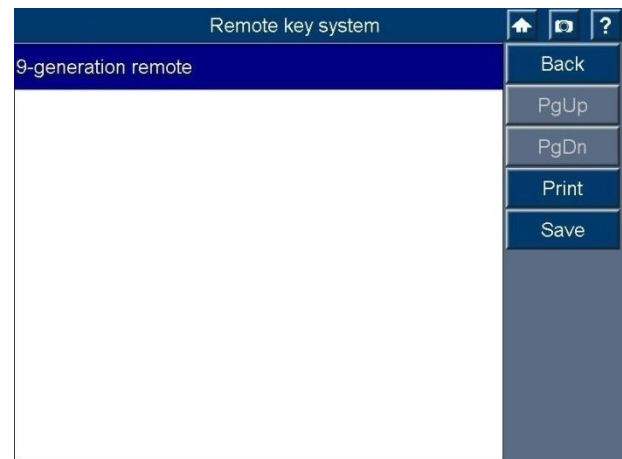 Remote key system
?
9-generation remote
Back
PgUp
PgDn
Print
Save